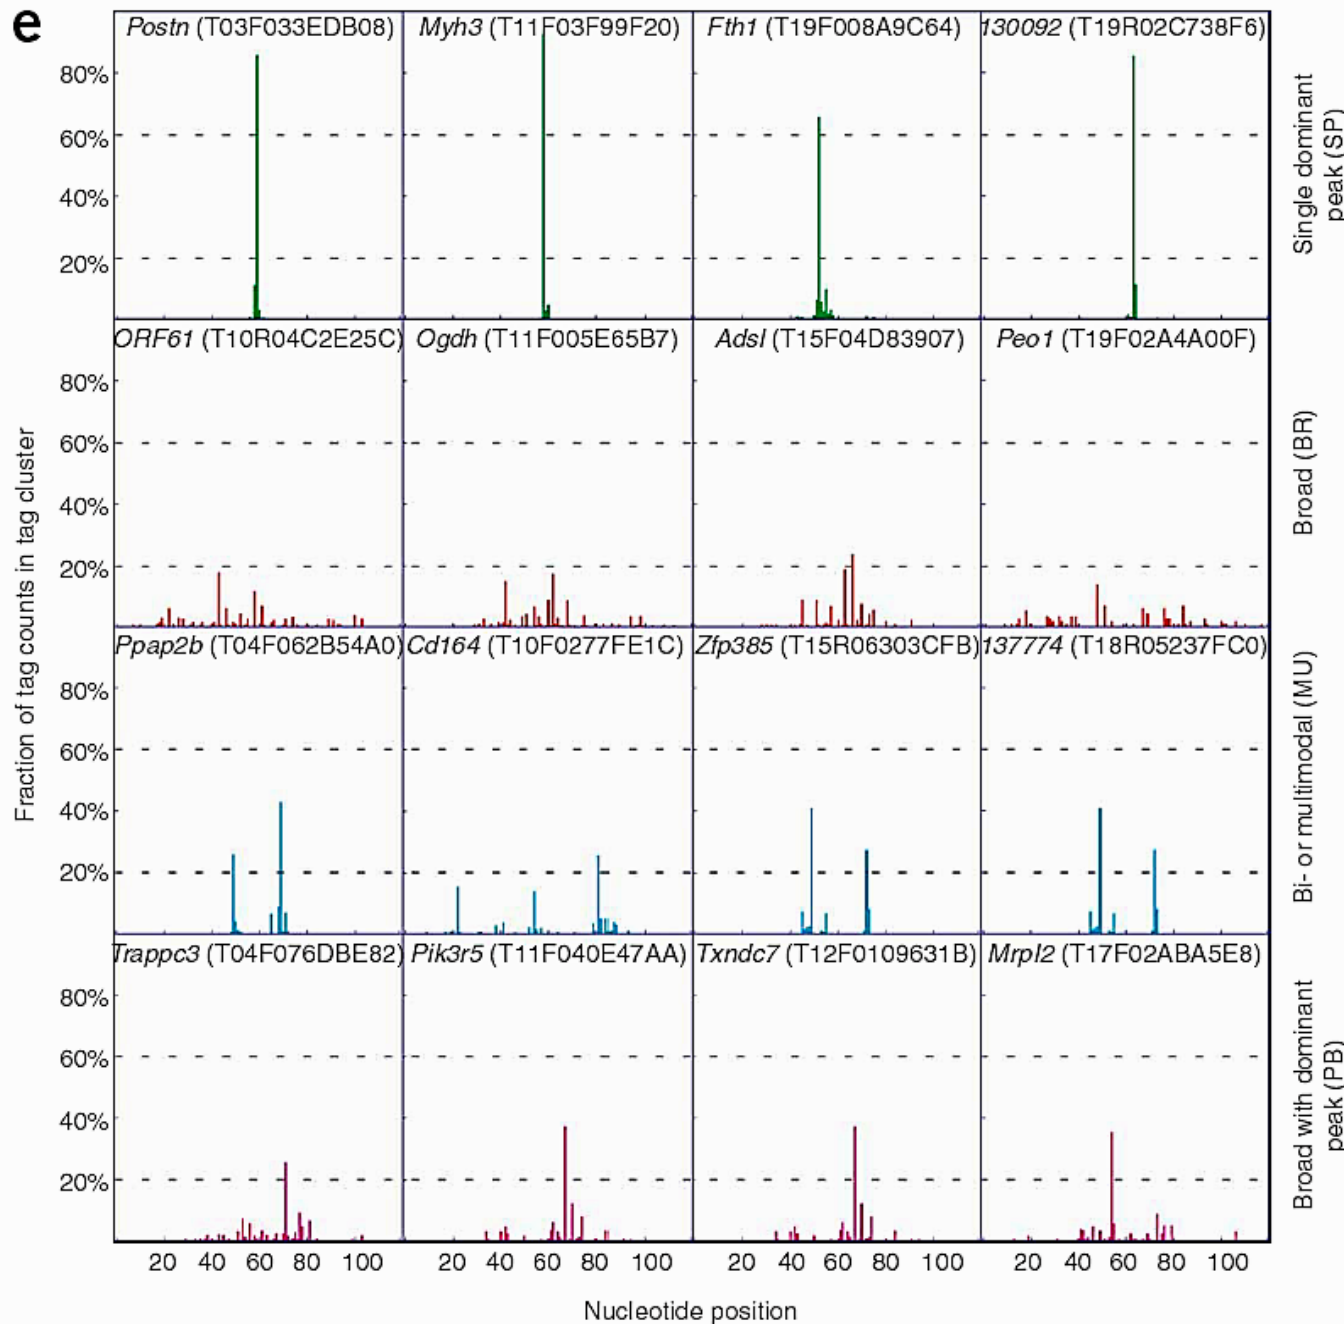 e
Postn (T03F033EDB08)
Myh3 (T11F03F99F20)
Fth1 (T19F008A9C64)
130092 (T19R02C738F6)
80%
60%
40%
20%
Single dominant
peak (SP)
ORF61 (T10R04C2E25C)
Ogdh (T11F005E65B7)
Adsl (T15F04D83907)
Peo1 (T19F02A4A00F)
80%
60%
40%
20%
Broad (BR)
Fraction of tag counts in tag cluster
Ppap2b (T04F062B54A0)
Cd164 (T10F0277FE1C)
Zfp385 (T15R06303CFB)
137774 (T18R05237FC0)
80%
60%
40%
20%
Bi- or multimodal (MU)
Trappc3 (T04F076DBE82)
Pik3r5 (T11F040E47AA)
Txndc7 (T12F0109631B)
Mrpl2 (T17F02ABA5E8)
80%
60%
40%
20%
Broad with dominant
peak (PB)
20 40 60 80 100
20 40 60 80 100
20 40 60 80 100
20 40 60 80 100
Nucleotide position